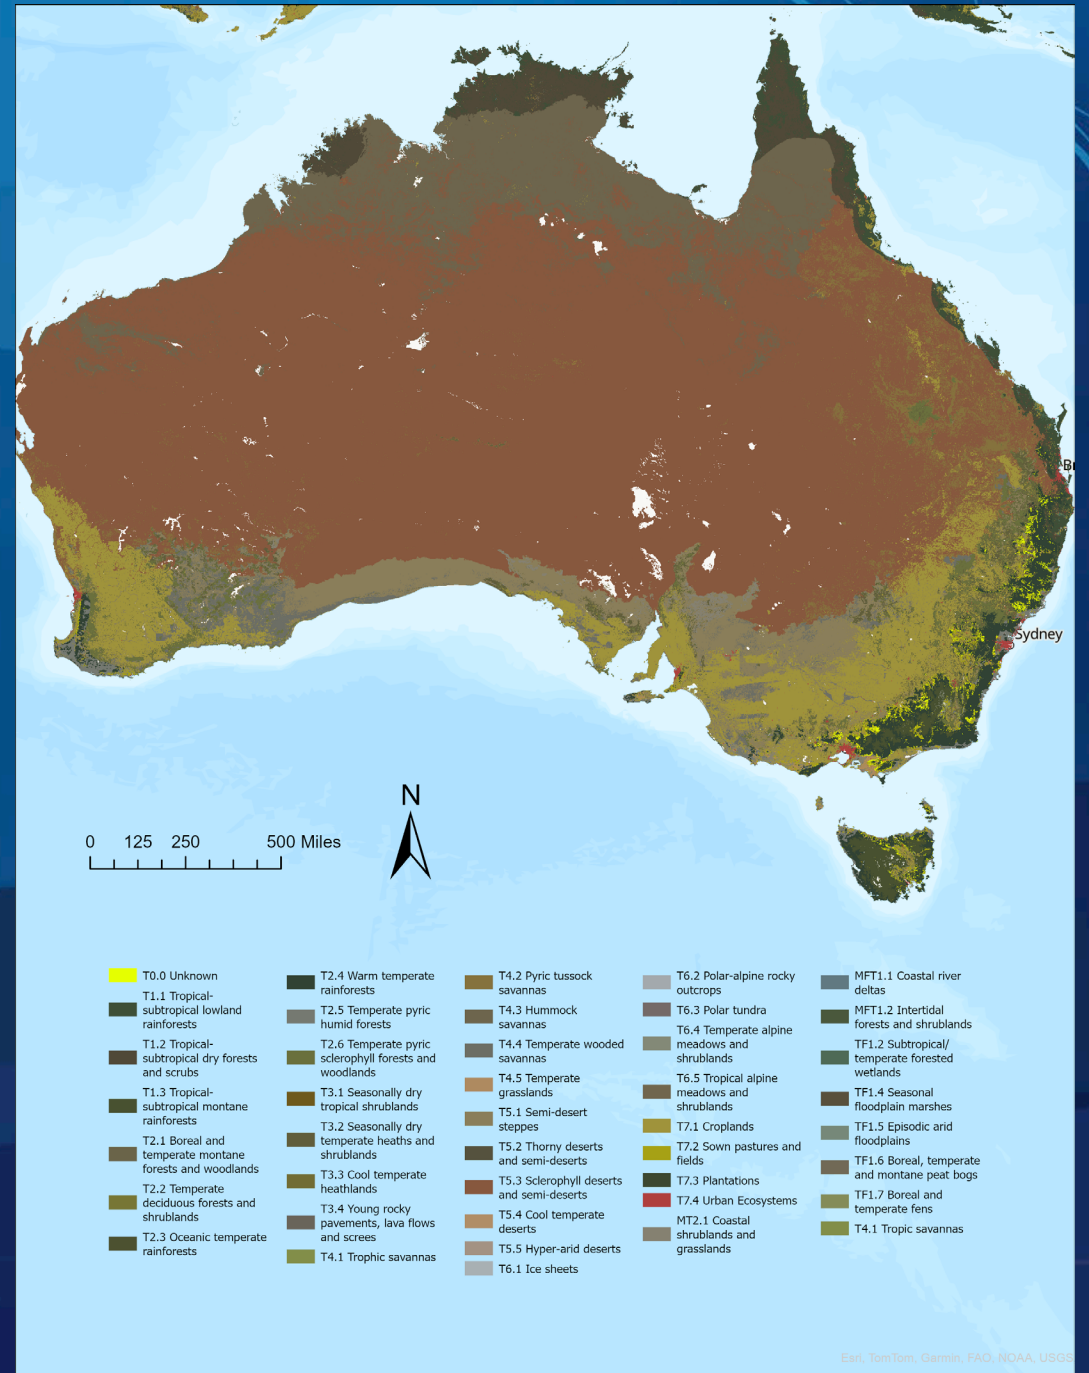 Br
Sydney
N
0 125 250 500 Miles
T0.0 Unknown
T1.1 Tropical-
subtropical lowland
rainforests
T1.2 Tropical-
subtropical dry forests
and scrubs
T1.3 Tropical-
subtropical montane
rainforests
T2.1 Boreal and
temperate montane
forests and woodlands
T2.2 Temperate
deciduous forests and
shrublands
T2.3 Oceanic temperate
rainforests
T2.4 Warm temperate
rainforests
T2.5 Temperate pyric
humid forests
T2.6 Temperate pyric
sclerophyll forests and
woodlands
T3.1 Seasonally dry
tropical shrublands
T3.2 Seasonally dry
temperate heaths and
shrublands
T3.3 Cool temperate
heathlands
T3.4 Young rocky
pavements, lava flows
and screes
T4.1 Trophic savannas
T4.2 Pyric tussock
savannas
T4.3 Hummock
savannas
T4.4 Temperate wooded
savannas
T4.5 Temperate
grasslands
T5.1 Semi-desert
steppes
T5.2 Thorny deserts
and semi-deserts
T5.3 Sclerophyll deserts
and semi-deserts
T5.4 Cool temperate
deserts
T5.5 Hyper-arid deserts
T6.1 Ice sheets
T6.2 Polar-alpine rocky
outcrops
T6.3 Polar tundra
T6.4 Temperate alpine
meadows and
shrublands
T6.5 Tropical alpine
meadows and
shrublands
T7.1 Croplands
T7.2 Sown pastures and
fields
T7.3 Plantations
T7.4 Urban Ecosystems
MT2.1 Coastal
shrublands and
grasslands
MFT1.1 Coastal river
deltas
MFT1.2 Intertidal
forests and shrublands
TF1.2 Subtropical/
temperate forested
wetlands
TF1.4 Seasonal
floodplain marshes
TF1.5 Episodic arid
floodplains
TF1.6 Boreal, temperate
and montane peat bogs
TF1.7 Boreal and
temperate fens
T4.1 Tropic savannas
Esri, TomTom, Garmin, FAO, NOAA, USGS